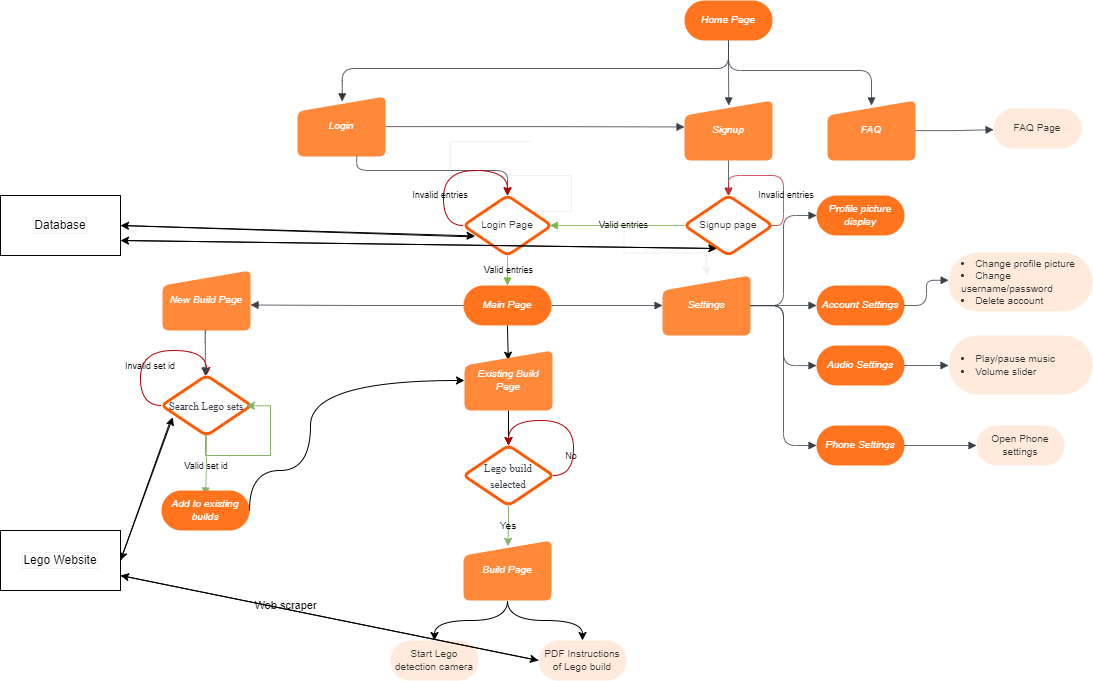 Home Page
Login
Signup
FAQ
FAQ Page
Invalid entries
Invalid entries
Database
Login Page
Valid entries
Signup page
Profile picture
display
Valid entries
New Build Page
Main Page
Settings
Account Settings
Change profile picture
Change
username/password
Delete account
Invalid set id
Existing Build
Page
Audio Settings
Play/pause music
Volume slider
Search Lego sets
Phone Settings
Open Phone
settings
Valid set id
No
Lego build
selected
Add to existing
builds
Yes
Lego Website
Build Page
Web scraper
Start Lego
detection camera
PDF Instructions
of Lego build